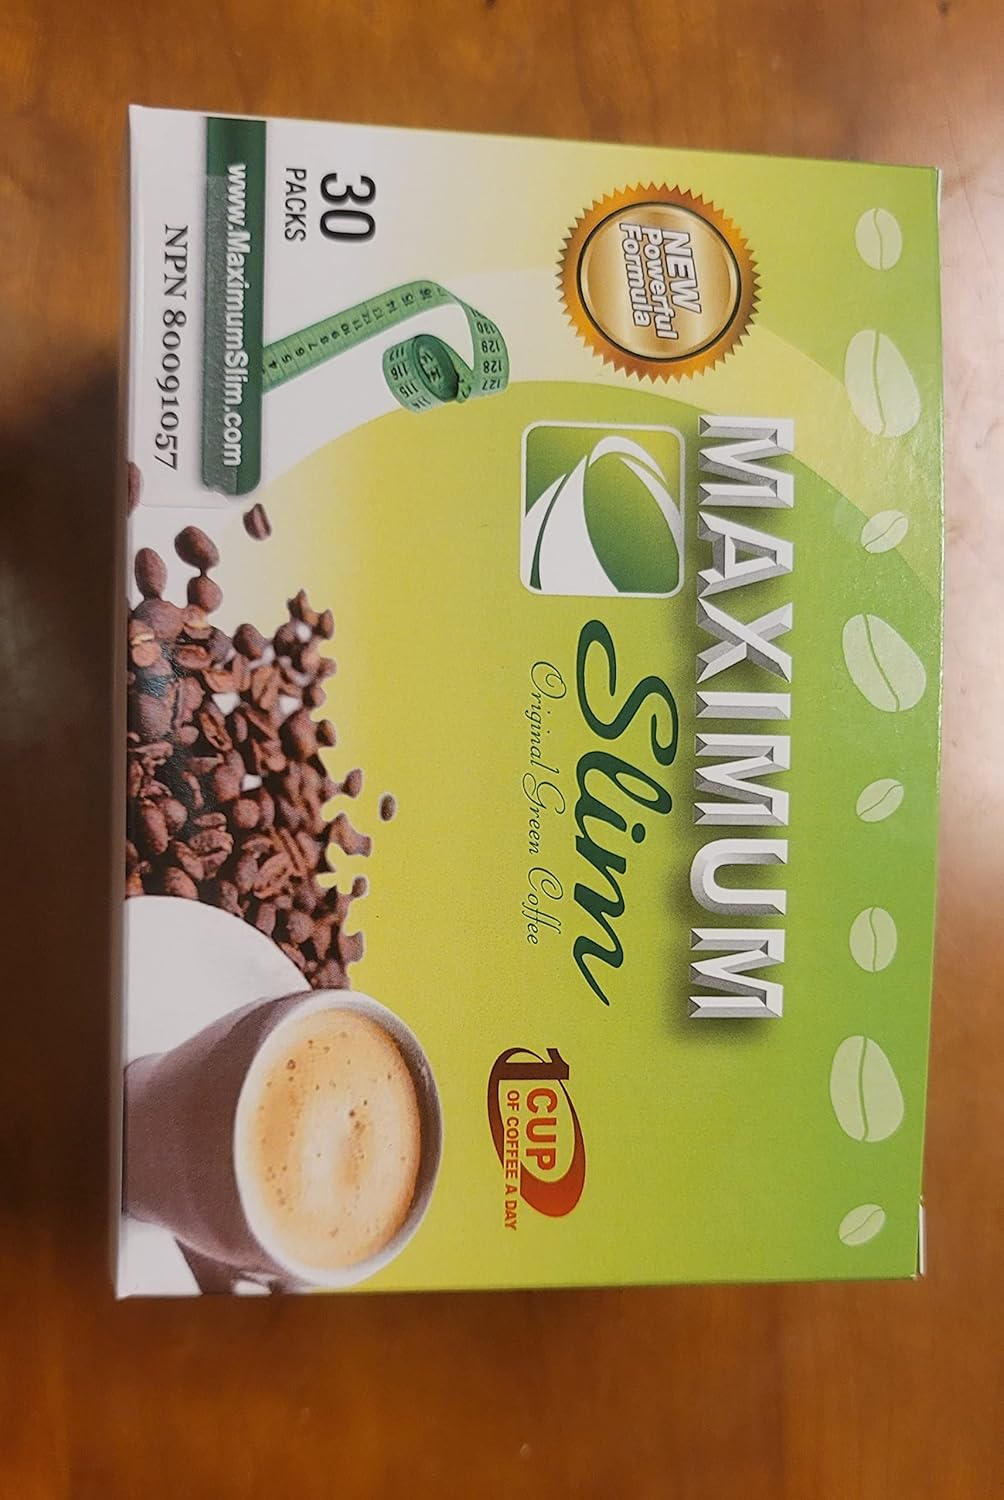 NEW
Powerful
Formula
MAXIMUM
Slim
Original Green Coffee
1 CUP
OF COFFEE A DAY
30
PACKS
www.MaximumSlim.com
NPN 80091057